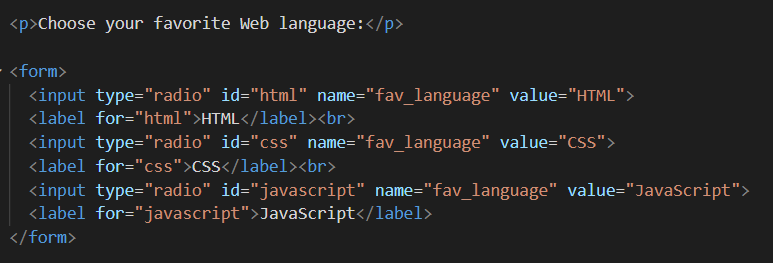 <p>Choose your favorite Web language:</p>
<form>
<input type="radio" id="html" name="fav_language" value="HTML">
<label for="html">HTML</label><br>
<input type="radio" id="css" name="fav_language" value="CSS">
<label for="css">CSS</label><br>
<input type="radio" id="javascript" name="fav_language" value="JavaScript">
<label for="javascript">JavaScript</label>
</form>